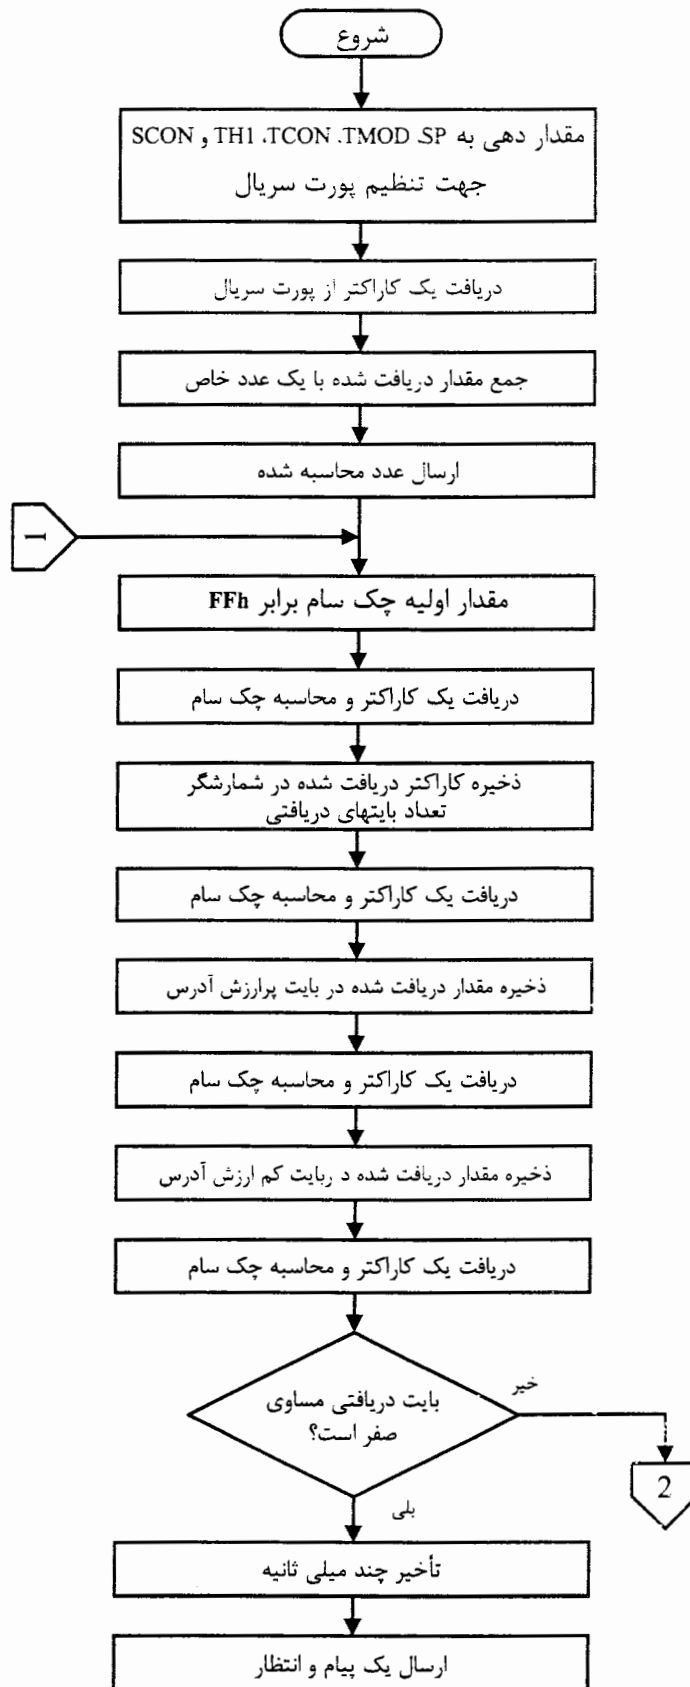 شروع
مقدار دهی به SP، TMOD، TCON، TH1 و SCON
جهت تنظیم پورت سریال
دریافت یک کاراکتر از پورت سریال
جمع مقدار دریافت شده با یک عدد خاص
ارسال عدد محاسبه شده
1
مقدار اولیه چک سام برابر FFh
دریافت یک کاراکتر و محاسبه چک سام
ذخیره کاراکتر دریافت شده در شمارشگر
تعداد بایتهای دریافتی
دریافت یک کاراکتر و محاسبه چک سام
ذخیره مقدار دریافت شده در بایت پرارزش آدرس
دریافت یک کاراکتر و محاسبه چک سام
ذخیره مقدار دریافت شده د ربایت کم ارزش آدرس
دریافت یک کاراکتر و محاسبه چک سام
بایت دریافتی مساوی
صفر است؟
خیر
2
بلی
تأخیر چند میلی ثانیه
ارسال یک پیام و انتظار